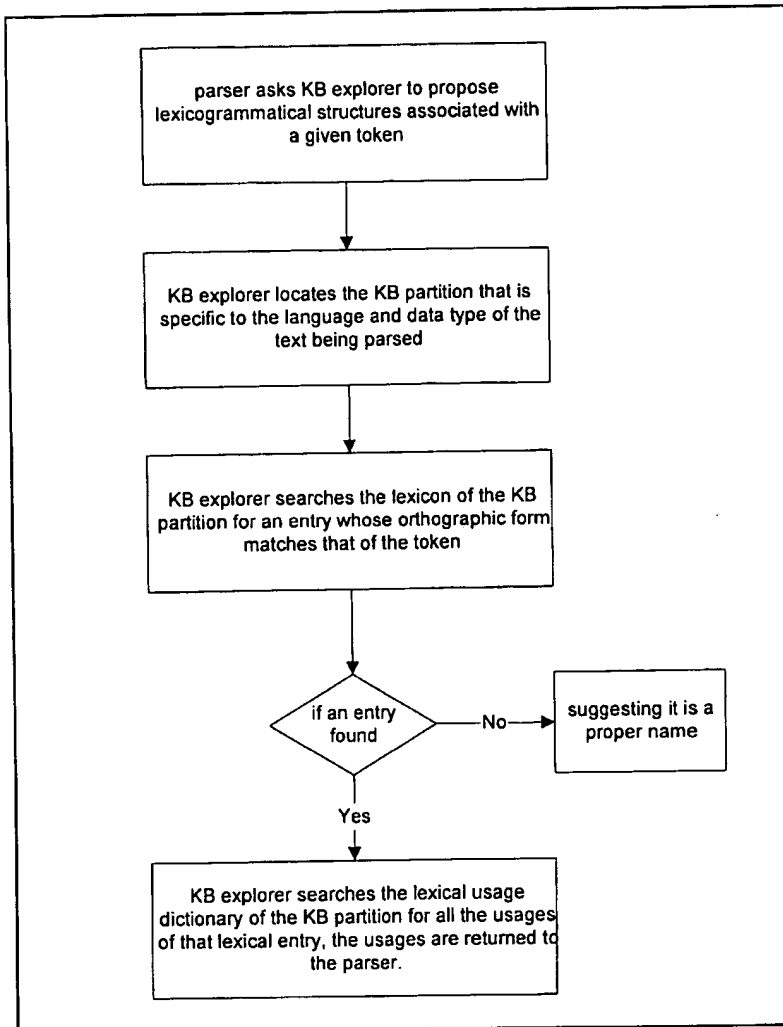 parser asks KB explorer to propose
lexicogrammatical structures associated with
a given token
KB explorer locates the KB partition that is
specific to the language and data type of the
text being parsed
KB explorer searches the lexicon of the KB
partition for an entry whose orthographic form
matches that of the token
if an entry
found
No
suggesting it is a
proper name
Yes
KB explorer searches the lexical usage
dictionary of the KB partition for all the usages
of that lexical entry, the usages are returned to
the parser.